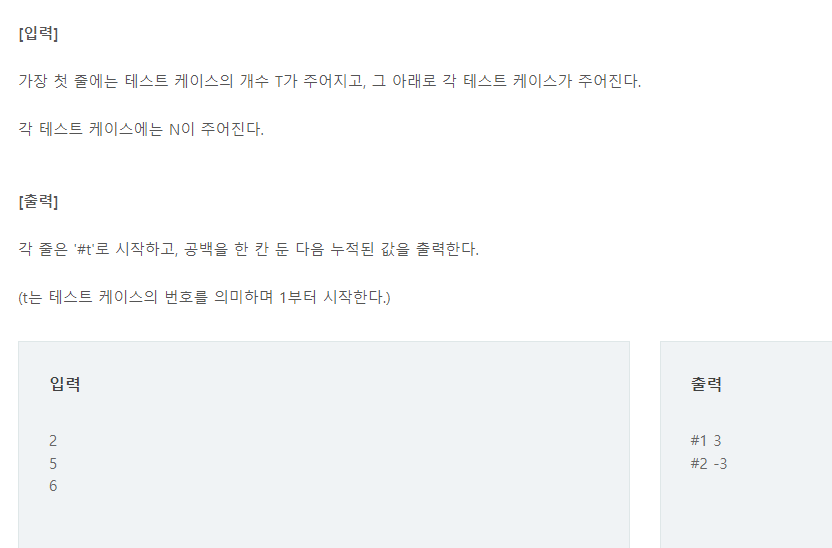 [입력]
가장 첫 줄에는 테스트 케이스의 개수 T가 주어지고, 그 아래로 각 테스트 케이스가 주어진다.
각 테스트 케이스에는 N이 주어진다.
[출력]
각 줄은 '#t'로 시작하고, 공백을 한 칸 둔 다음 누적된 값을 출력한다.
(t는 테스트 케이스의 번호를 의미하며 1부터 시작한다.)
입력
2
5
6
출력
#1 3
#2 -3